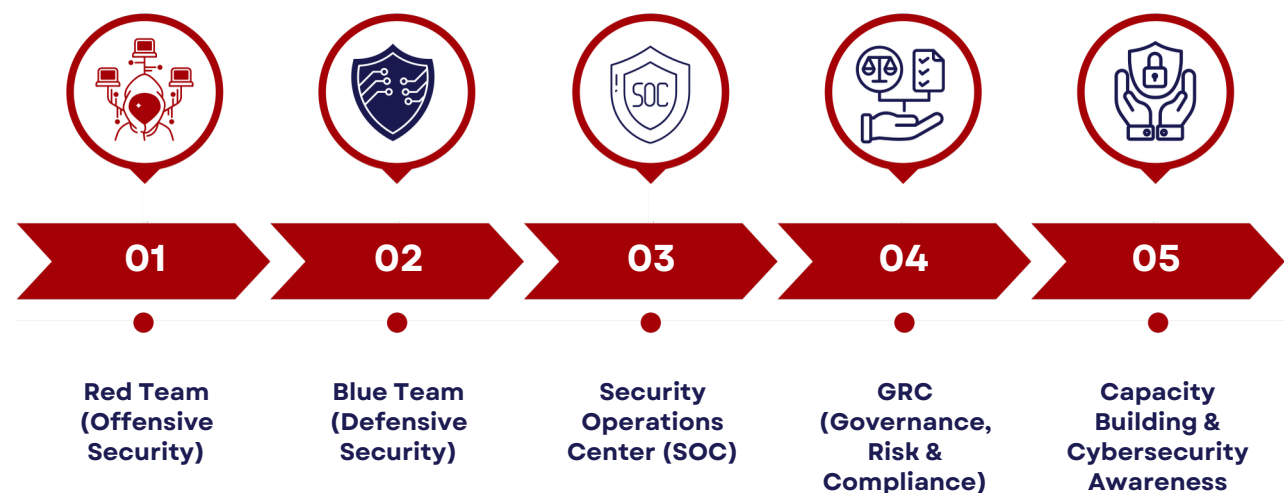 SOC
01
02
03
04
05
Red Team
(Offensive
Security)
Blue Team
(Defensive
Security)
Security
Operations
Center (SOC)
GRC
(Governance,
Risk &
Compliance)
Capacity
Building &
Cybersecurity
Awareness